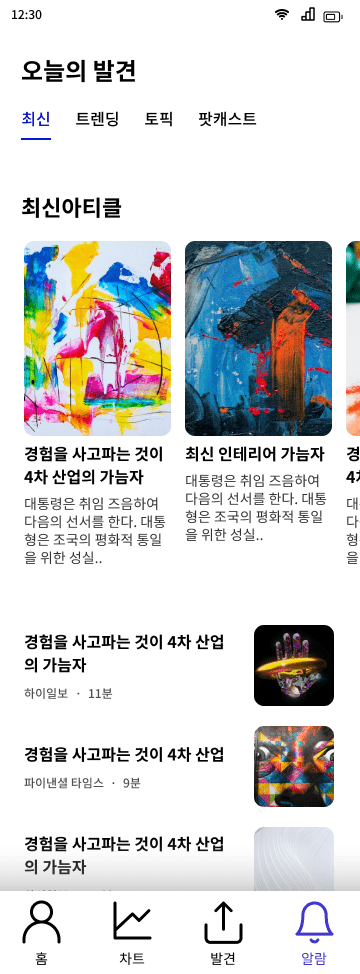 12:30
오늘의 발견
최신 트렌딩 토픽 팟캐스트
최신아티클
경험을 사고파는 것이
4차 산업의 가늠자
대통령은 취임 즈음하여
다음의 선서를 한다. 대통
령은 조국의 평화적 통일
을 위한 성실..
최신 인테리어 가늠자
대통령은 취임 즈음하여
다음의 선서를 한다. 대통
령은 조국의 평화적 통일
을 위한 성실..
경험을 사고파는 것이 4차 산업
의 가늠자
하이일보 · 11분
경험을 사고파는 것이 4차 산업
파이낸셜 타임스 · 9분
경험을 사고파는 것이 4차 산업
의 가늠자
홈 차트 발견 알람